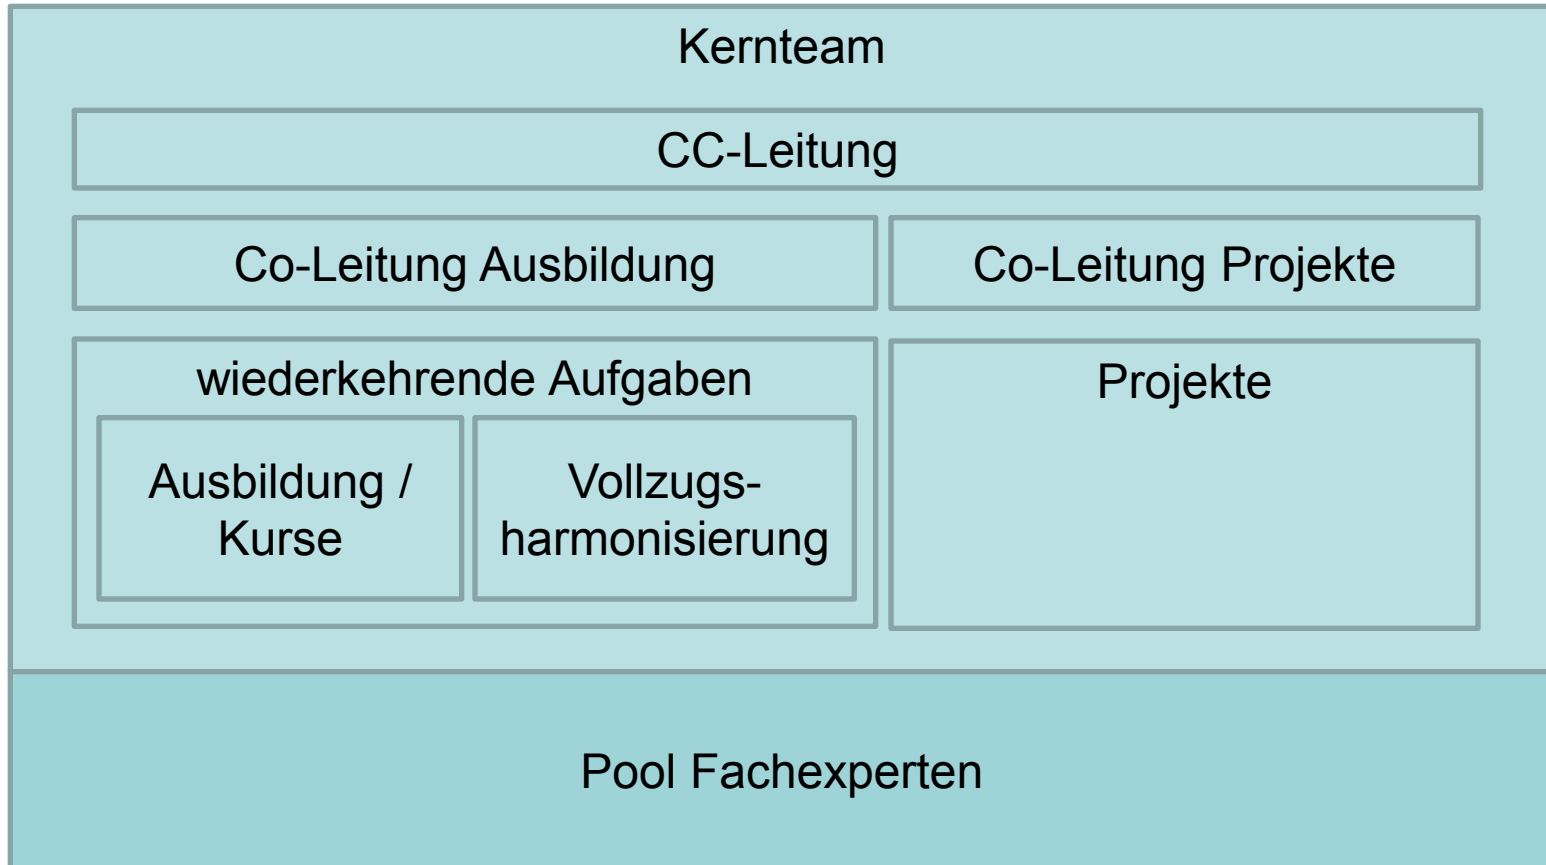 Kernteam
CC-Leitung
Co-Leitung Ausbildung
Co-Leitung Projekte
wiederkehrende Aufgaben
Ausbildung /
Kurse
Vollzugs-
harmonisierung
Projekte
Pool Fachexperten